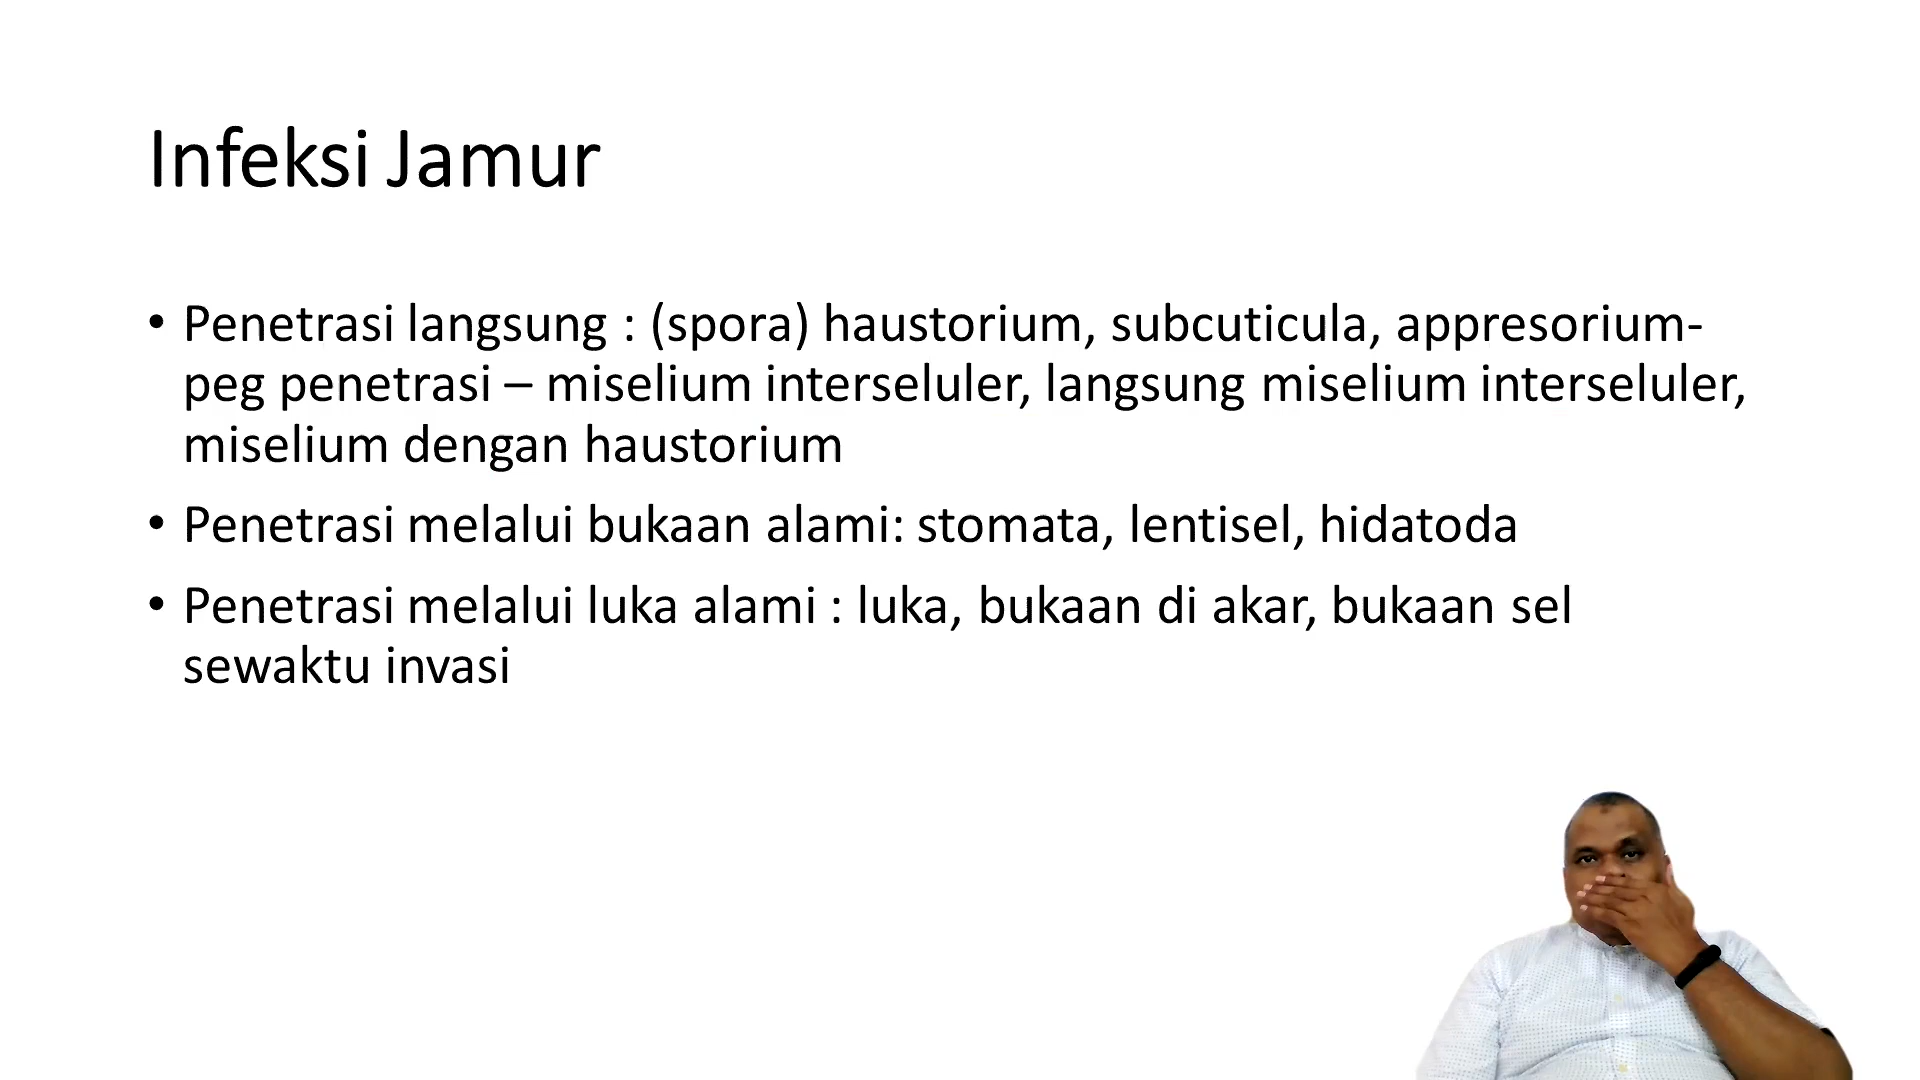 Infeksi Jamur
• Penetrasi langsung : (spora) haustorium, subcuticula, appresorium-
peg penetrasi – miselium interseluler, langsung miselium interseluler,
miselium dengan haustorium
• Penetrasi melalui bukaan alami: stomata, lentisel, hidatoda
• Penetrasi melalui luka alami : luka, bukaan di akar, bukaan sel
sewaktu invasi